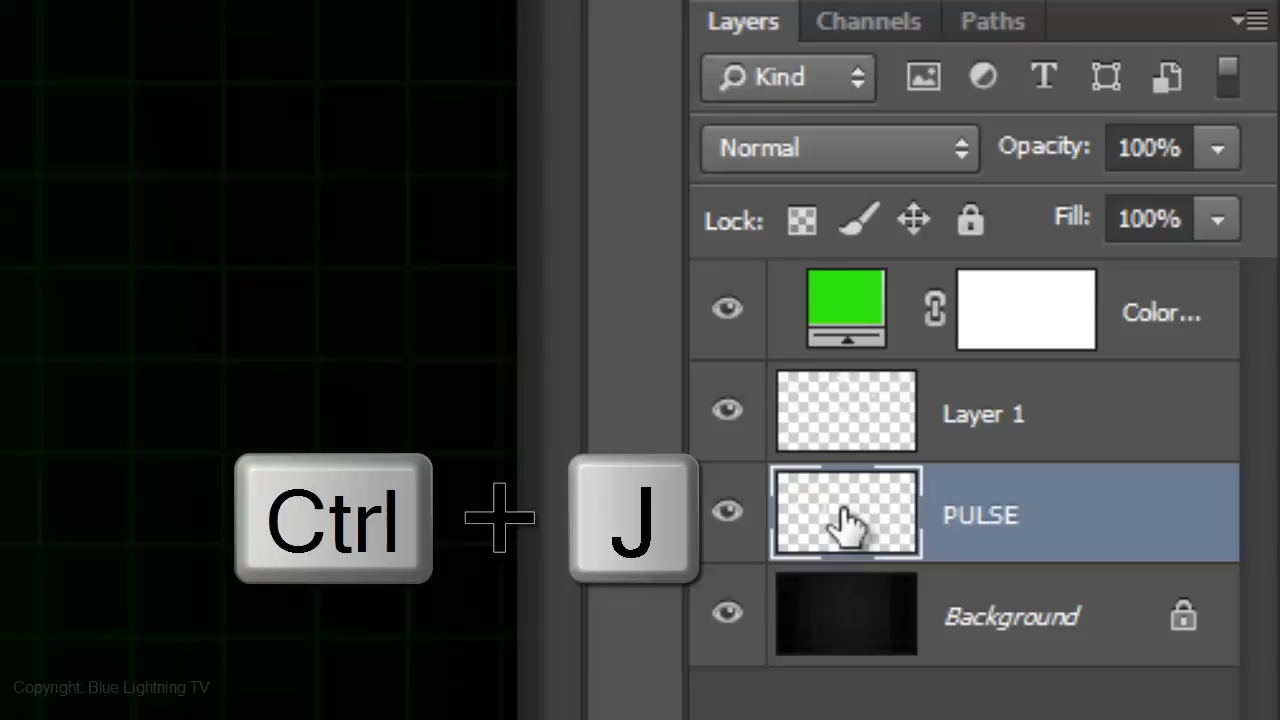 Layers Channels Paths
Kind T
Normal Opacity: 100%
Lock: Fill: 100%
Color...
Layer 1
Ctrl + J
PULSE
Background
Copyright: Blue Lightning TV